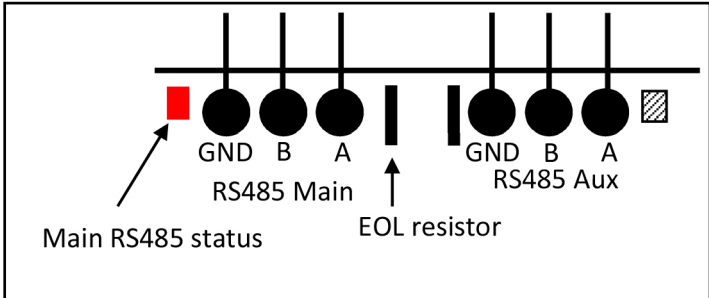 GND B A GND B A
RS485 Main RS485 Aux
Main RS485 status EOL resistor